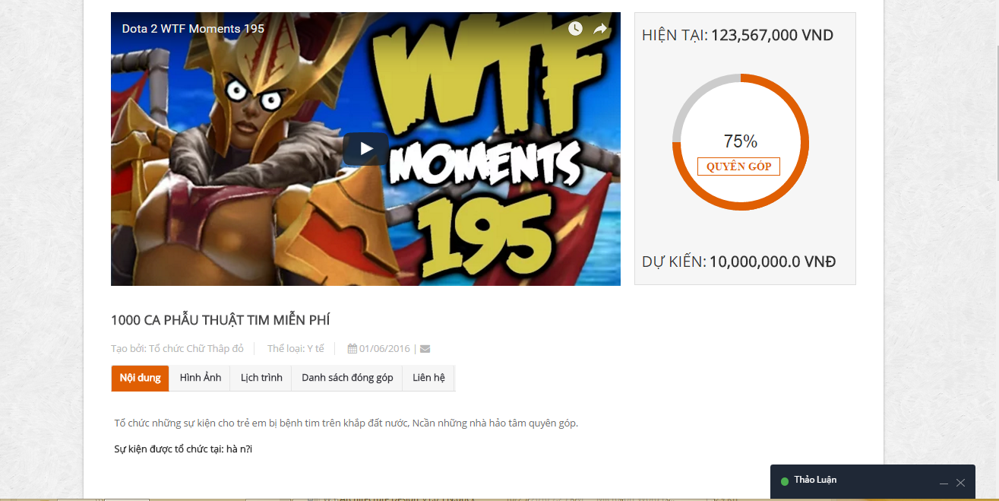 Dota 2 WTF Moments 195
WTF
MOMENTS
195
HIỆN TẠI: 123,567,000 VND
75%
QUYÊN GÓP
DỰ KIẾN: 10,000,000.0 VNĐ
1000 CA PHẪU THUẬT TIM MIỄN PHÍ
Tạo bởi: Tổ chức Chữ Thâp đỏ Thể loại: Y tế 01/06/2016 |
Nội dung Hình Ảnh Lịch trình Danh sách đóng góp Liên hệ
Tổ chức những sự kiện cho trẻ em bị bệnh tim trên khắp đất nước, Ncần những nhà hảo tâm quyên góp.
Sự kiện được tổ chức tại: hà n?i
Thảo Luận